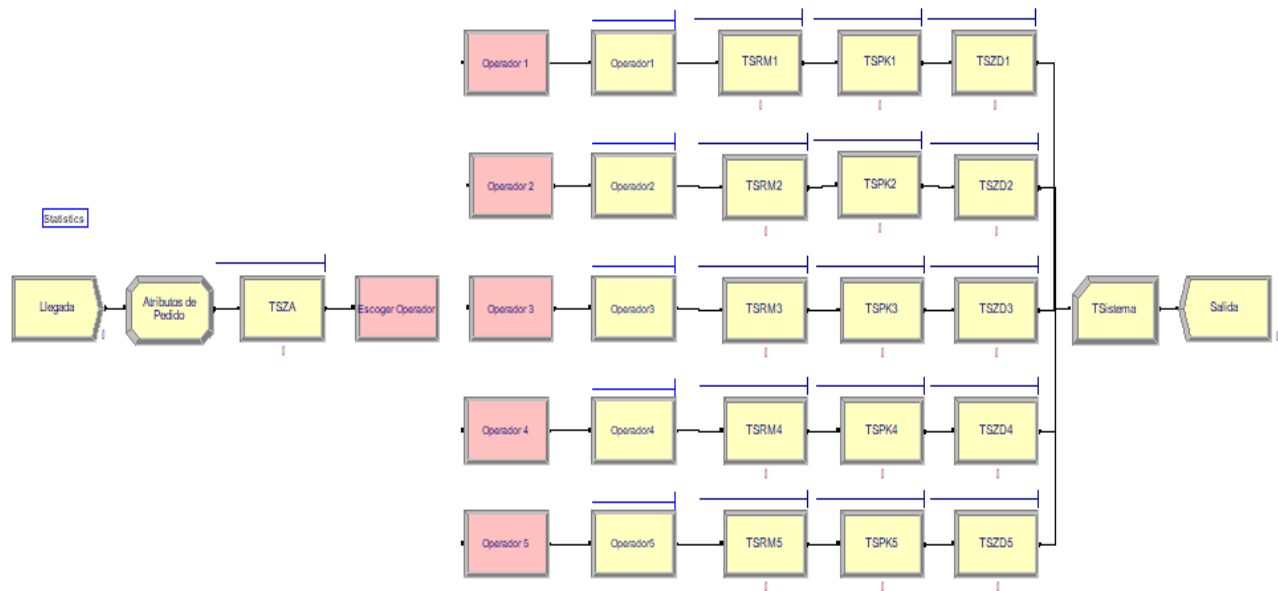 Operador 1
Operador1
TSRM1
TSPK1
TSZD1
Operador 2
Operador2
TSRM2
TSPK2
TSZD2
Statistics
Llegada
Atributos de
Pedido
TSZA
Escoger Operador
Operador 3
Operador3
TSRM3
TSPK3
TSZD3
TSistema
Salida
Operador 4
Operador4
TSRM4
TSPK4
TSZD4
Operador 5
Operador5
TSRM5
TSPK5
TSZD5